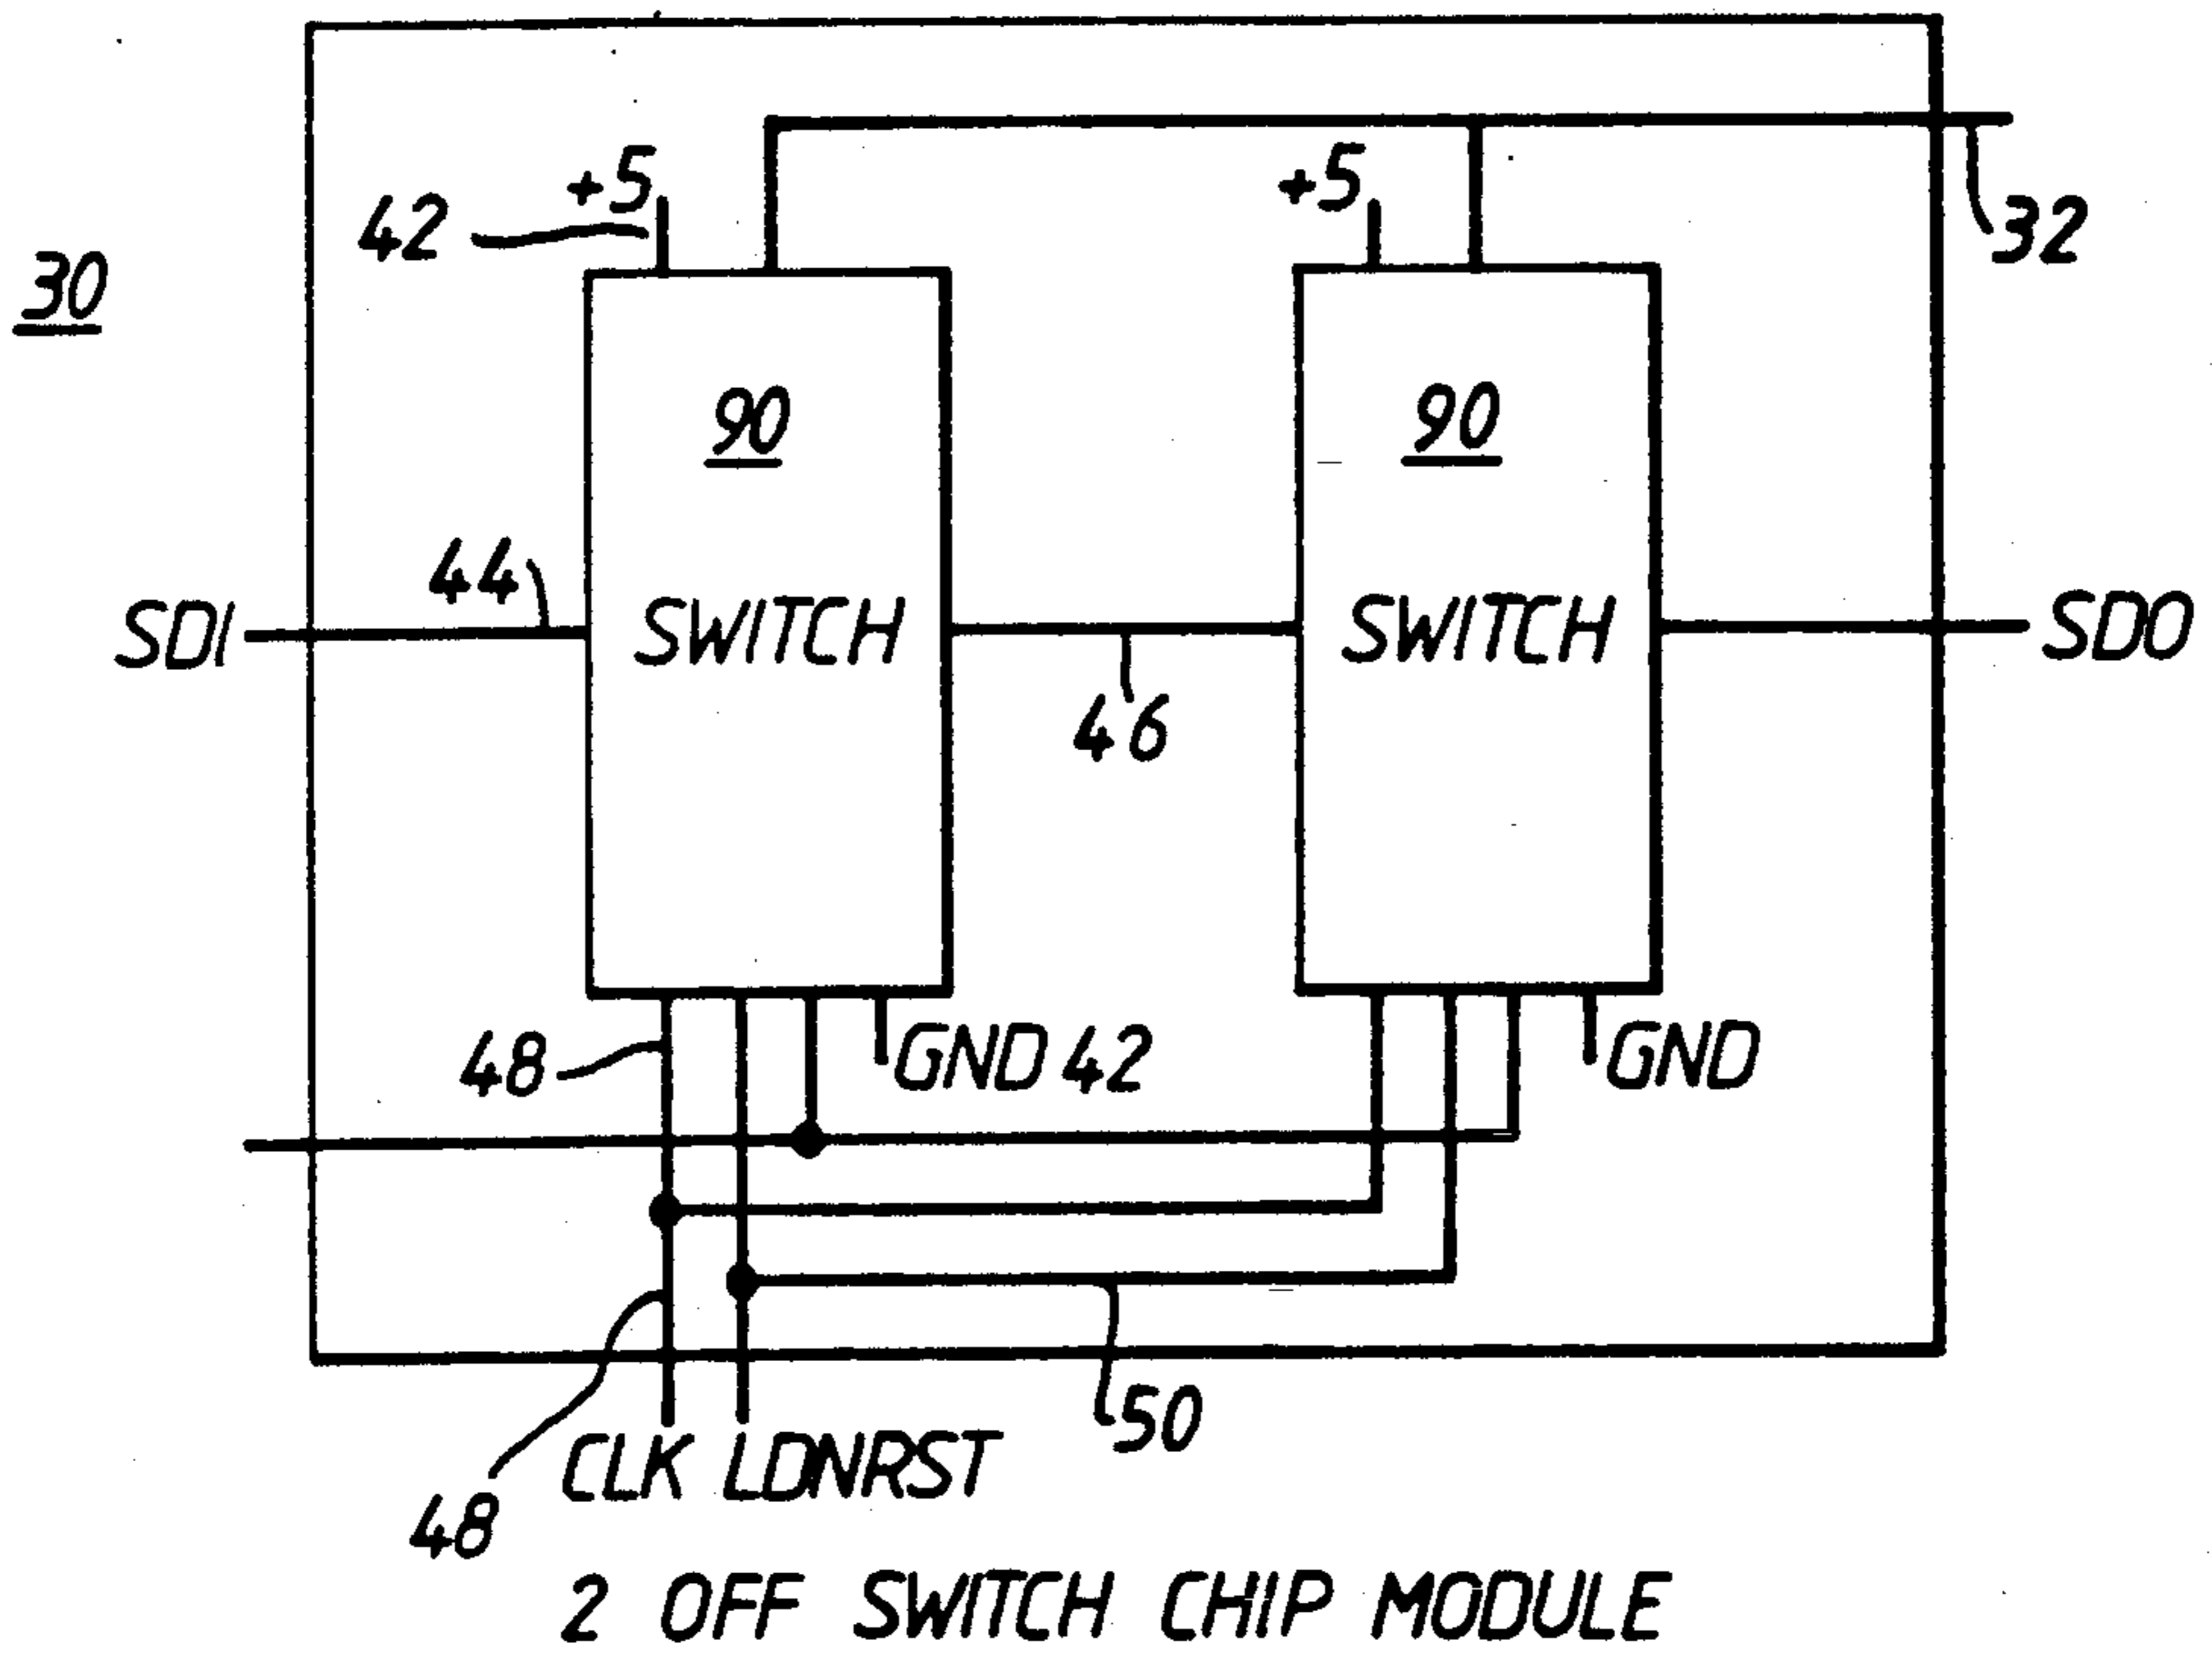 +5
+5
42
32
30
90
90
44
SDI
SWITCH
SWITCH
SDO
46
48
GND 42
GND
50
CLK LDNRST
48
2 OFF SWITCH CHIP MODULE